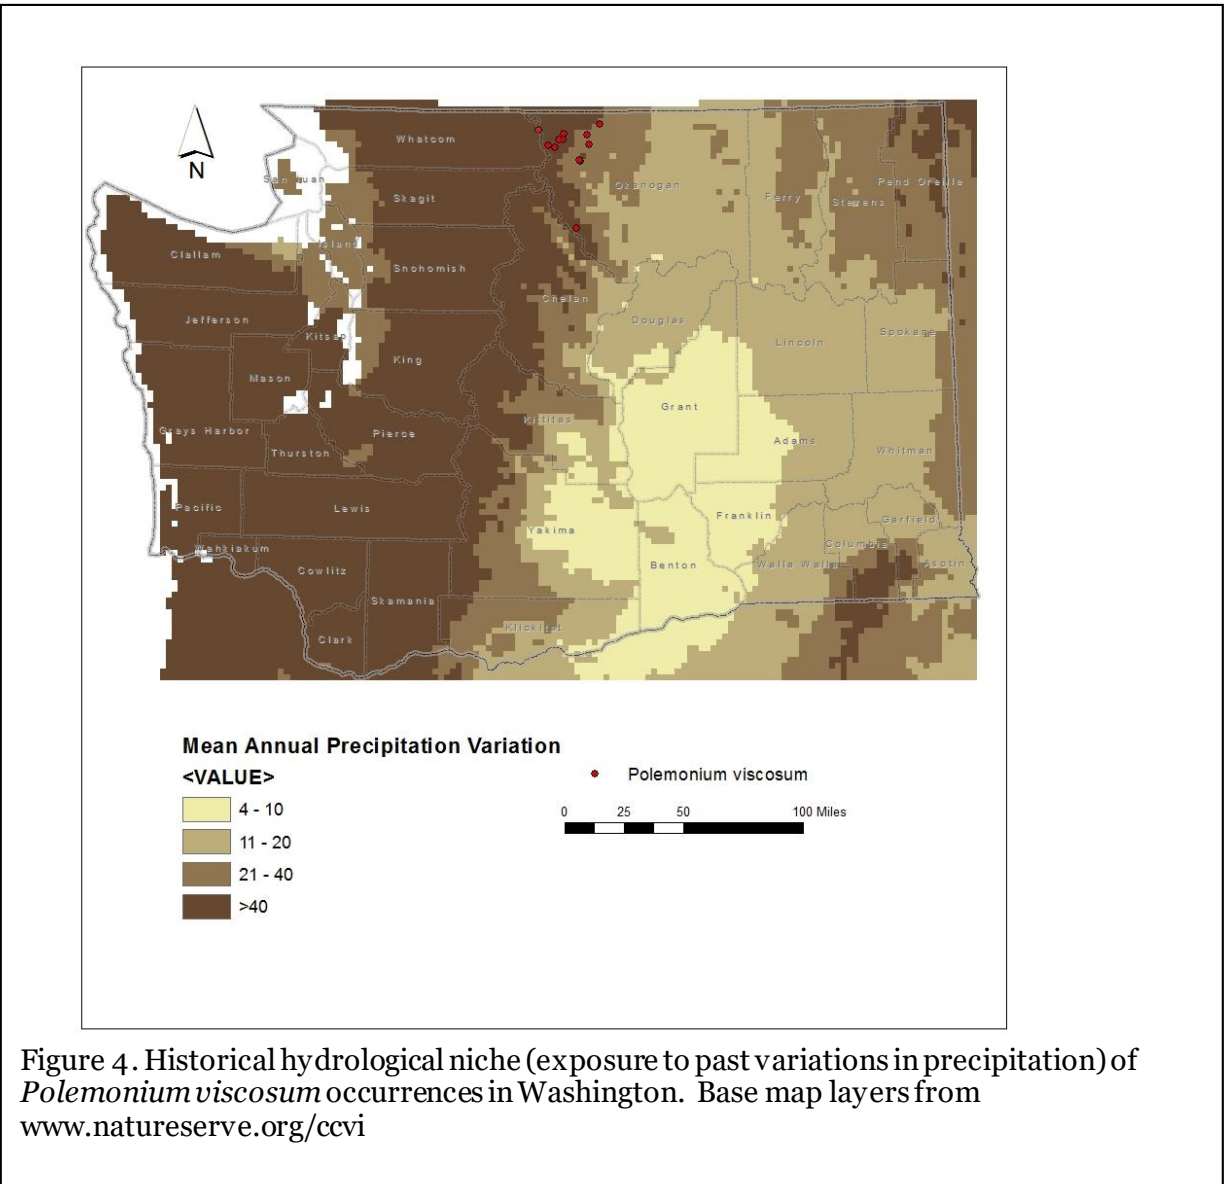 N
Whatcom
San Juan
Okanogan
Pend Oreille
Ferry
Stevens
Skagit
Island
Clallam
Snohomish
Chelan
Jefferson
Douglas
Spokane
Kitsap
Lincoln
King
Mason
Grant
Kittitas
Grays Harbor
Pierce
Adams
Thurston
Whitman
Pacific
Lewis
Franklin
Garfield
Yakima
Wahkiakum
Columbia
Cowlitz
Benton
Walla Walla
Asotin
Skamania
Klickitat
Clark
Mean Annual Precipitation Variation
<VALUE>
4 - 10
11 - 20
21 - 40
>40
Polemonium viscosum
0 25 50 100 Miles
Figure 4. Historical hydrological niche (exposure to past variations in precipitation) of
Polemonium viscosum occurrences in Washington. Base map layers from
www.natureserve.org/ccvi